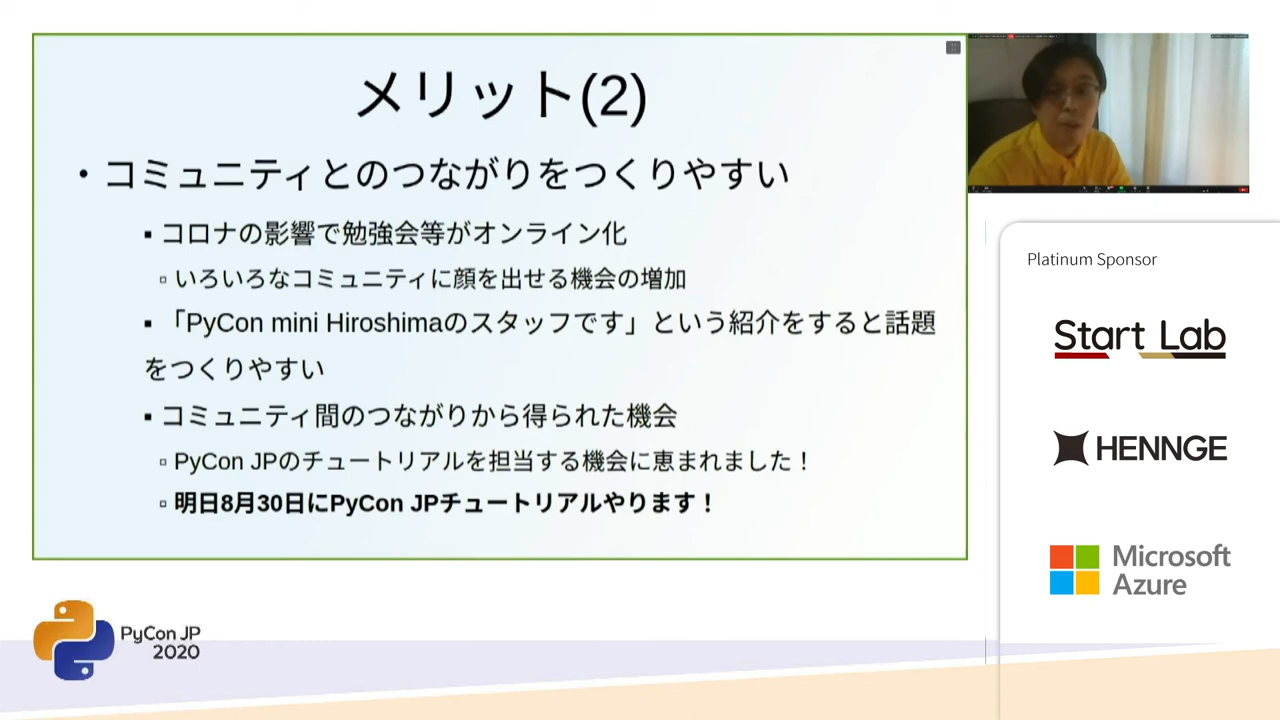 メリット(2)
・コミュニティとのつながりをつくりやすい
▪ コロナの影響で勉強会等がオンライン化
▫ いろいろなコミュニティに顔を出せる機会の増加
▪ 「PyCon mini Hiroshimaのスタッフです」という紹介をすると話題
をつくりやすい
▪ コミュニティ間のつながりから得られた機会
▫ PyCon JPのチュートリアルを担当する機会に恵まれました！
▫ 明日8月30日にPyCon JPチュートリアルやります！
Platinum Sponsor
Start Lab
HENNGE
Microsoft
Azure
PyCon JP
2020